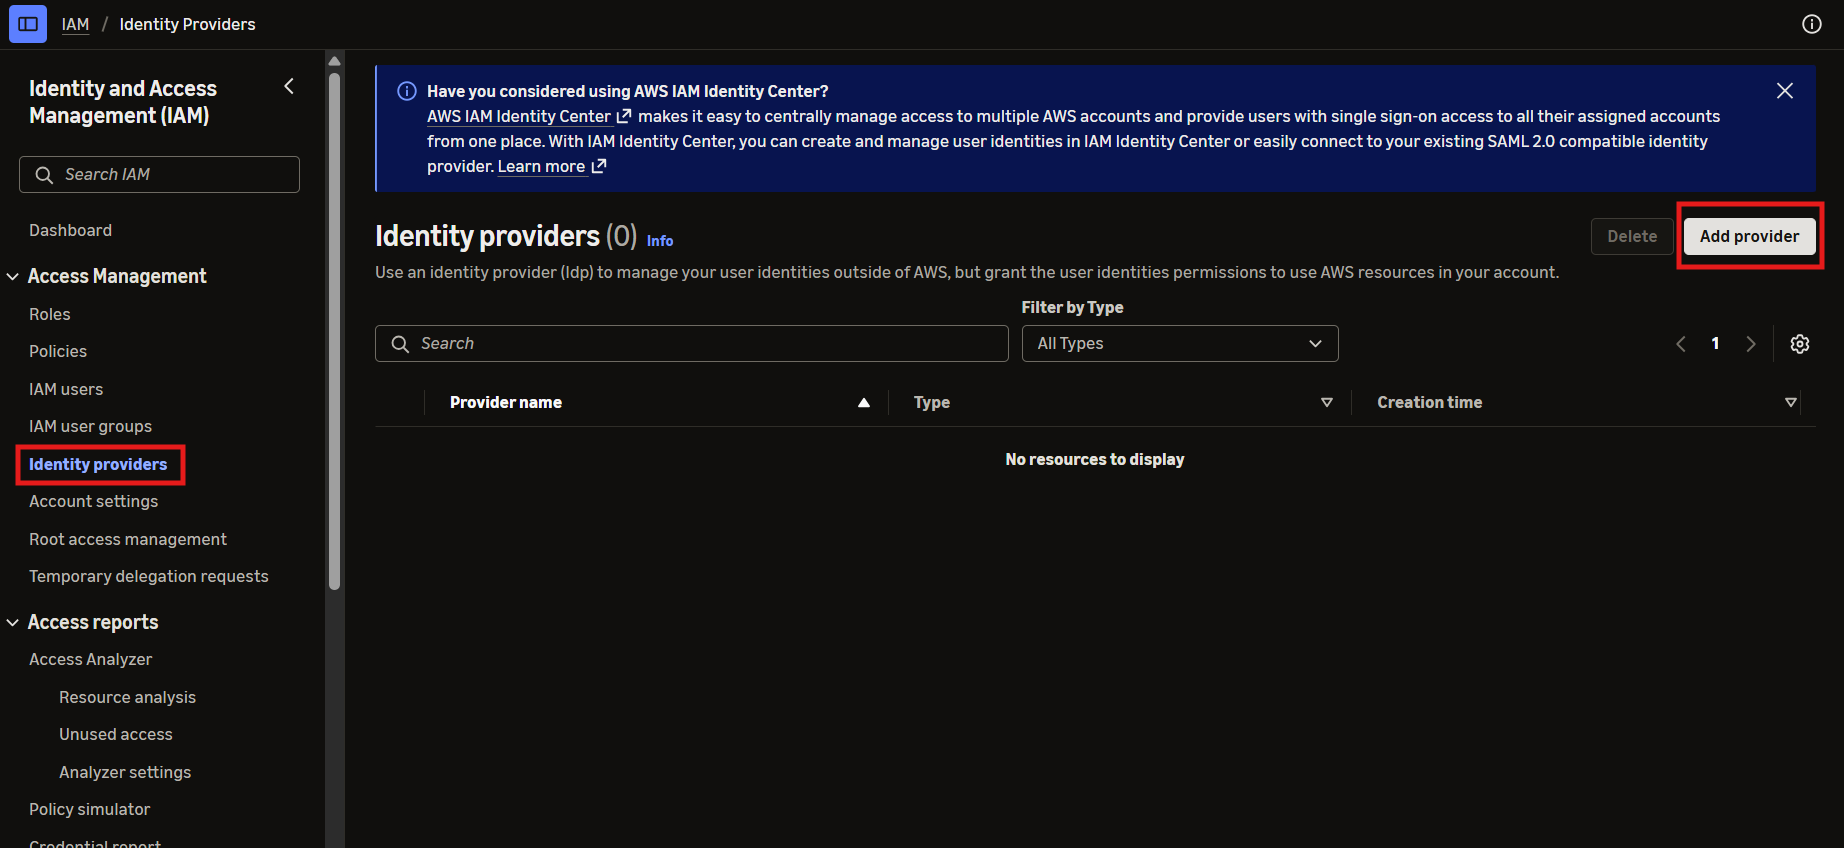 IAM / Identity Providers
Identity and Access
Management (IAM)
Search IAM
Dashboard
Access Management
Roles
Policies
IAM users
IAM user groups
Identity providers
Account settings
Root access management
Temporary delegation requests
Access reports
Access Analyzer
Resource analysis
Unused access
Analyzer settings
Policy simulator
Credential report
Have you considered using AWS IAM Identity Center?
AWS IAM Identity Center makes it easy to centrally manage access to multiple AWS accounts and provide users with single sign-on access to all their assigned accounts
from one place. With IAM Identity Center, you can create and manage user identities in IAM Identity Center or easily connect to your existing SAML 2.0 compatible identity
provider. Learn more
Identity providers (0) Info
Delete
Add provider
Use an identity provider (Idp) to manage your user identities outside of AWS, but grant the user identities permissions to use AWS resources in your account.
Filter by Type
Search
All Types
1
Provider name
Type
Creation time
No resources to display